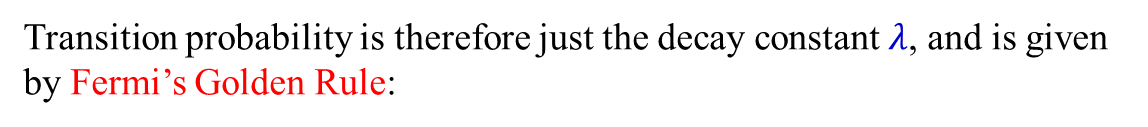 Transition probability is therefore just the decay constant λ, and is given
by Fermi’s Golden Rule: